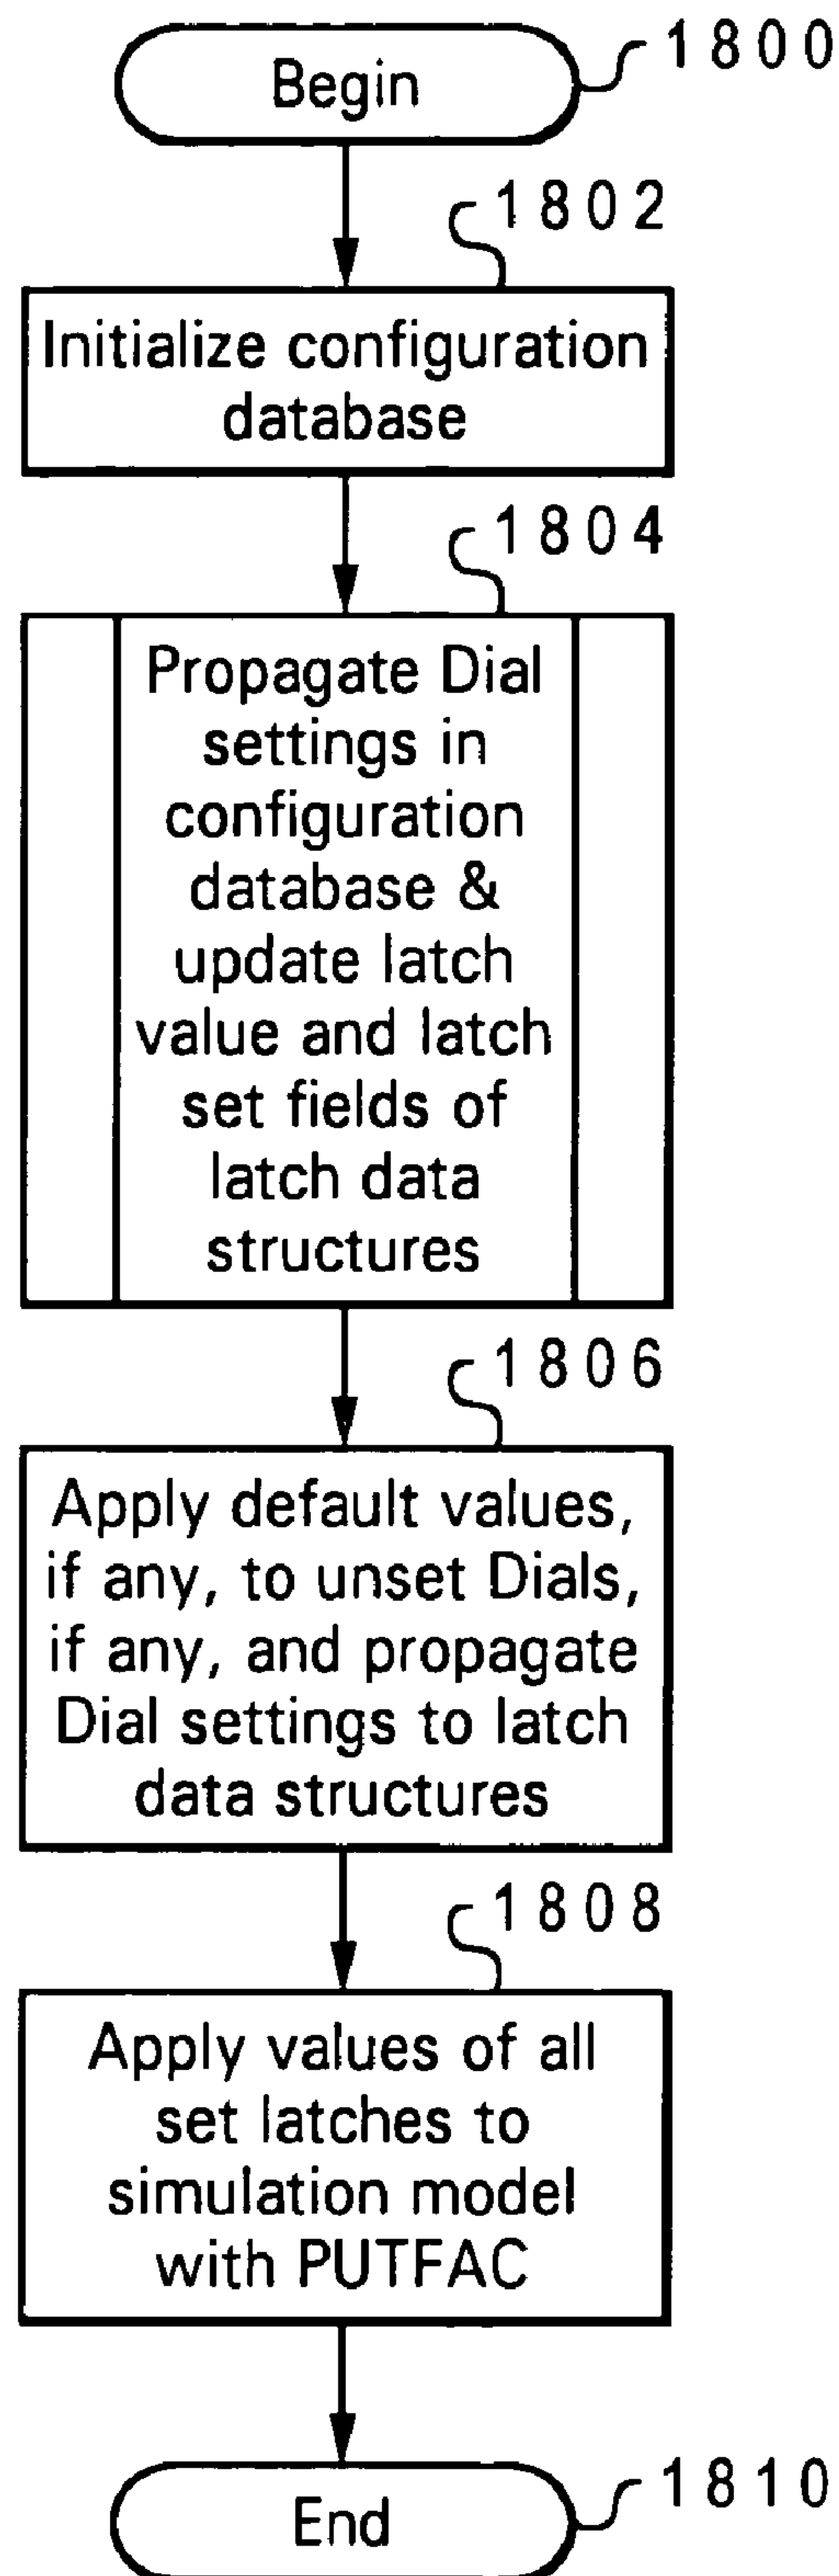 Begin
1800
1802
Initialize configuration
database
1804
Propagate Dial
settings in
configuration
database &
update latch
value and latch
set fields of
latch data
structures
1806
Apply default values,
if any, to unset Dials,
if any, and propagate
Dial settings to latch
data structures
1808
Apply values of all
set latches to
simulation model
with PUTFAC
End
1810